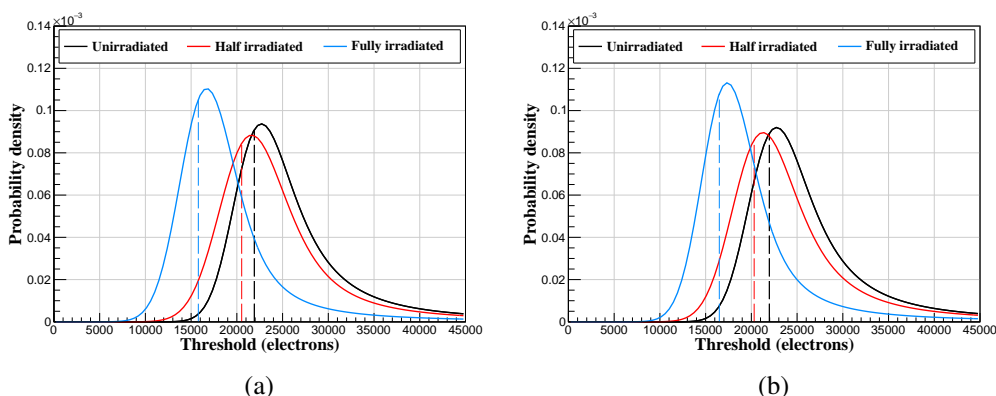 ×10⁻³
0.14
Unirradiated Half irradiated Fully irradiated
0.12
0.1
0.08
0.06
0.04
0.02
0
Probability density
0 5000 10000 15000 20000 25000 30000 35000 40000 45000
Threshold (electrons)
(a)
×10⁻³
0.14
Unirradiated Half irradiated Fully irradiated
0.12
0.1
0.08
0.06
0.04
0.02
0
Probability density
0 5000 10000 15000 20000 25000 30000 35000 40000 45000
Threshold (electrons)
(b)